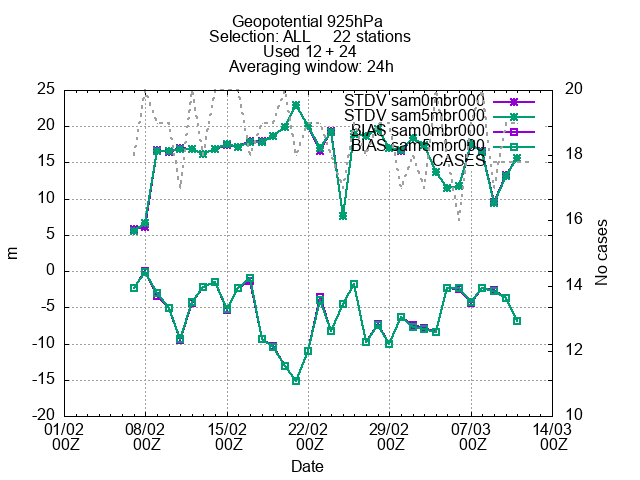 Geopotential 925hPa
Selection: ALL 22 stations
Used 12 + 24
Averaging window: 24h
STDV sam0mbr000
STDV sam5mbr000
BIAS sam0mbr000
BIAS sam5mbr000
CASES
25
20
15
10
5
0
-5
-10
-15
-20
m
20
18
16
14
12
10
No cases
01/02 08/02 15/02 22/02 29/02 07/03 14/03
00Z 00Z 00Z 00Z 00Z 00Z 00Z
Date